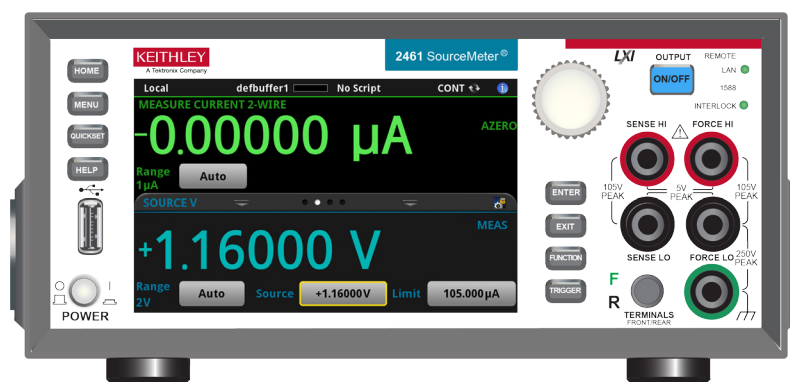 KEITHLEY
A Tektronix Company
2461 SourceMeter®
LXI
OUTPUT
ON/OFF
REMOTE
LAN
1588
INTERLOCK
HOME
MENU
QUICKSET
HELP
POWER
Local defbuffer1 No Script CONT
MEASURE CURRENT 2-WIRE
-0.00000 µA
AZERO
Range Auto
1µA
SOURCE V
+1.16000 V
MEAS
Range Auto Source +1.16000V Limit 105.000µA
2V
ENTER
EXIT
FUNCTION
TRIGGER
SENSE HI FORCE HI
105V PEAK
5V PEAK
105V PEAK
SENSE LO FORCE LO
250V PEAK
F
R
TERMINALS
FRONT/REAR